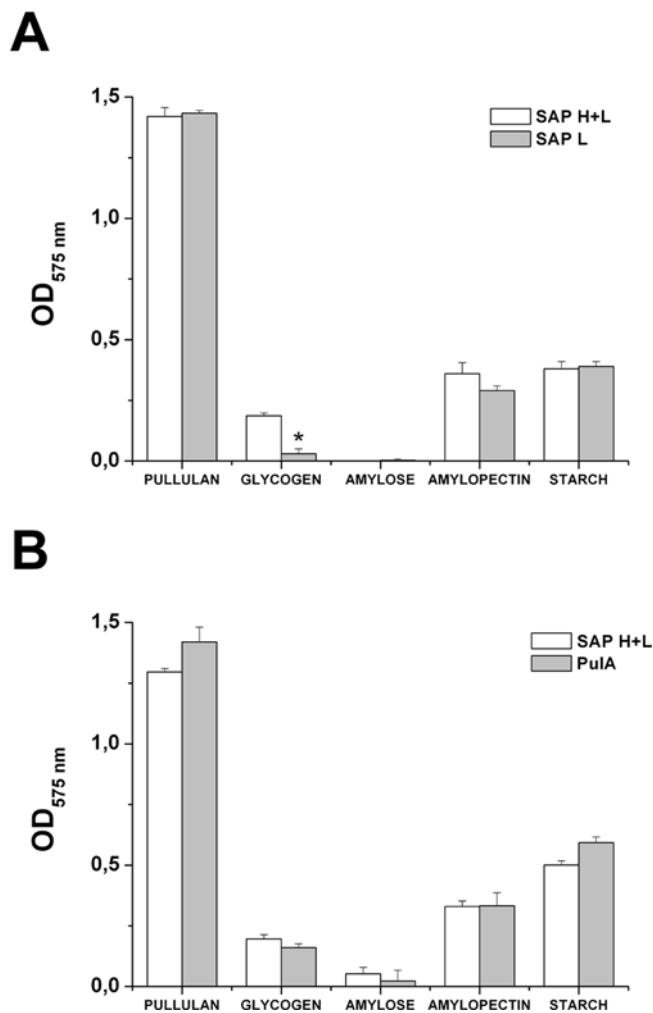 A
1,5
1,0
0,5
0,0
OD575 nm
SAP H+L
SAP L
*
PULLULAN GLYCOGEN AMYLOSE AMYLOPECTIN STARCH
B
1,5
1,0
0,5
0,0
OD575 nm
SAP H+L
PulA
PULLULAN GLYCOGEN AMYLOSE AMYLOPECTIN STARCH